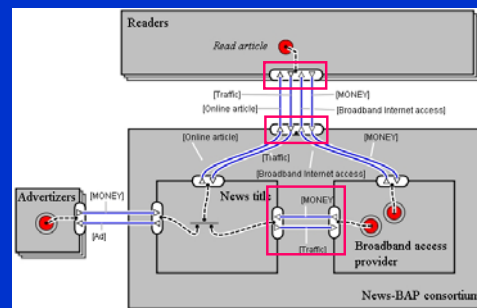 Readers
Read article
[Traffic]
[MONEY]
[Online article]
[Broadband Internet access]
[Online article]
[MONEY]
[Traffic]
[Broadband Internet access]
Advertizers
[MONEY]
News title
[MONEY]
[Ad]
[Traffic]
Broadband access
provider
News-BAP consortium